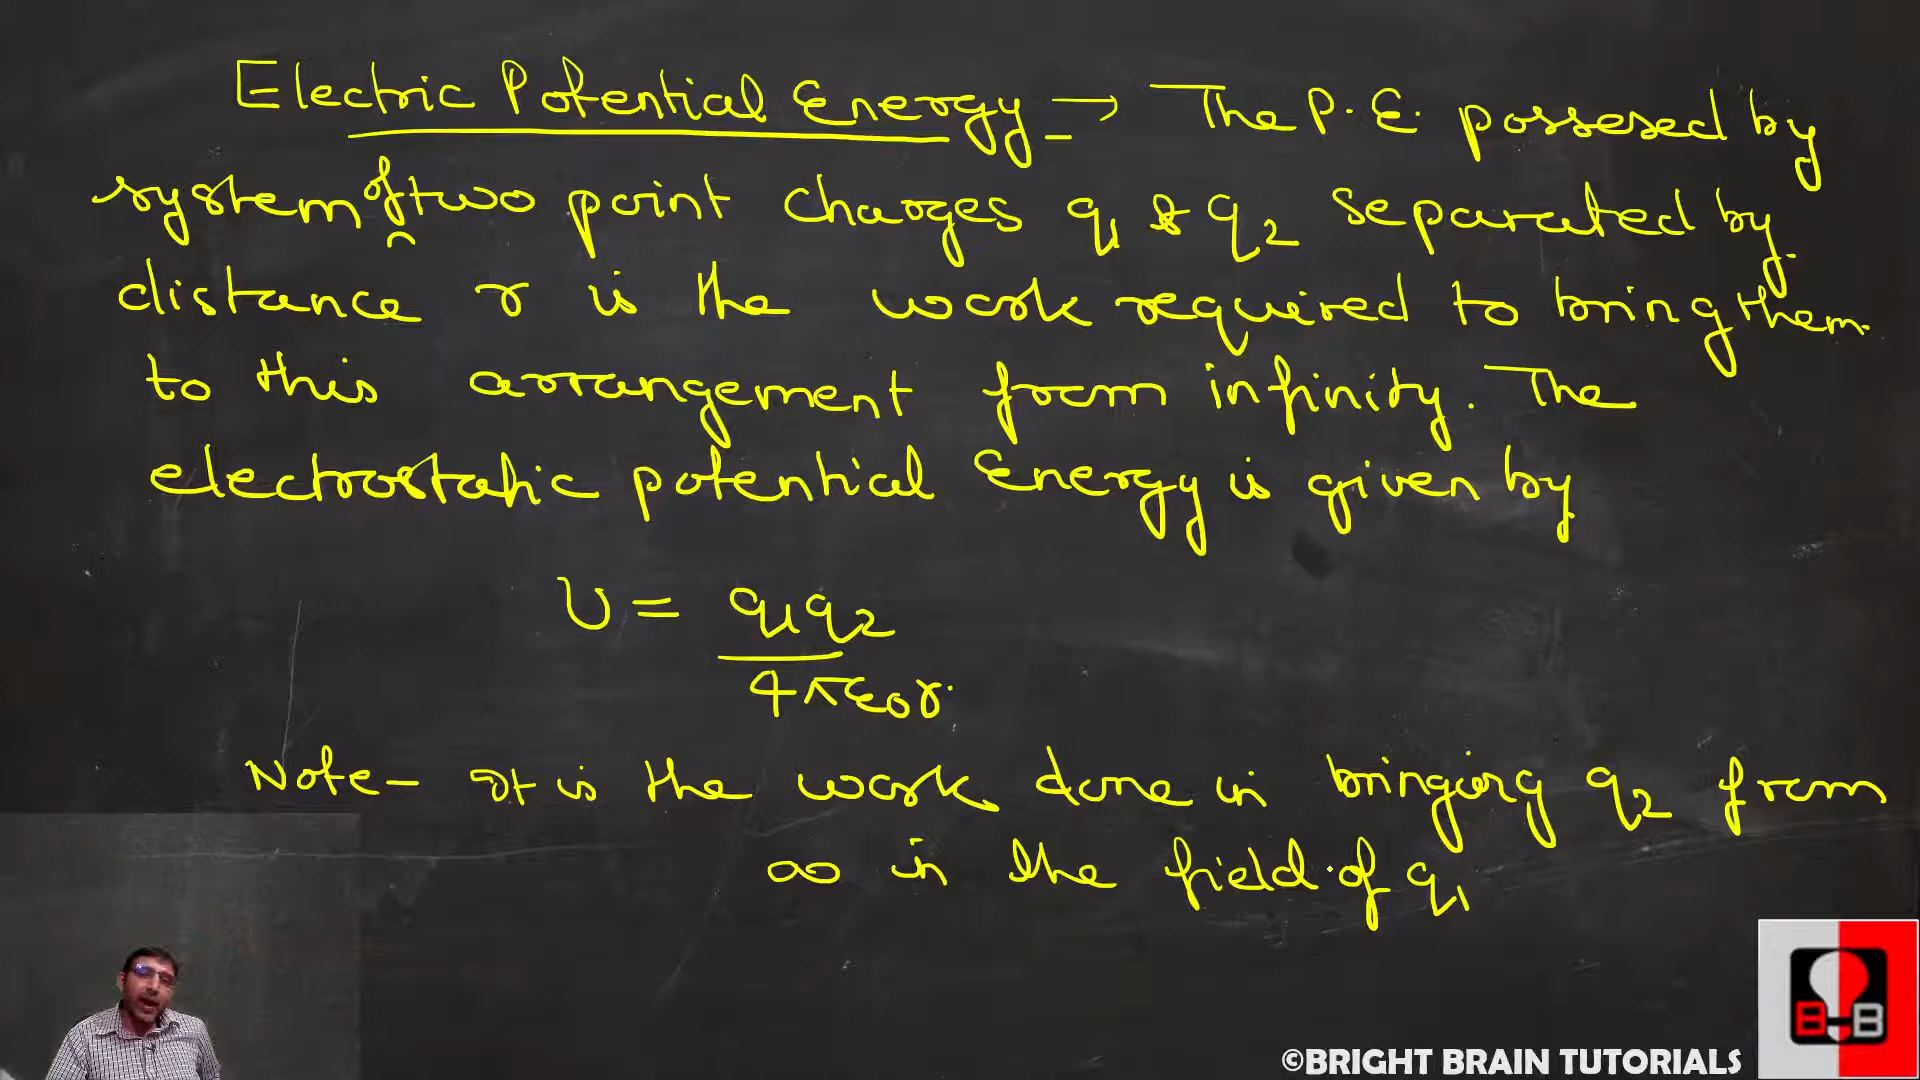 Electric Potential Energy → The P.E. possesed by
system of two point charges q₁ & q₂ separated by
distance r is the work required to bring them
to this arrangement from infinity. The
electrostatic potential Energy is given by
U = q₁q₂
4πε₀r
Note - It is the work done in bringing q₂ from
∞ in the field of q₁
B B
©BRIGHT BRAIN TUTORIALS